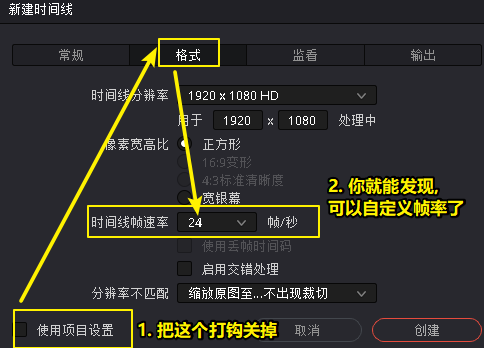 新建时间线
常规 格式 监看 输出
时间线分辨率 1920 x 1080 HD
用于 1920 x 1080 处理中
像素宽高比 正方形
16:9变形
4:3标准清晰度
宽银幕
2. 你就能发现,
可以自定义帧率了
时间线帧速率 24 帧/秒
使用丢帧时间码
启用交错处理
分辨率不匹配 缩放原图至...不出现裁切
使用项目设置 1. 把这个打钩关掉 取消 创建